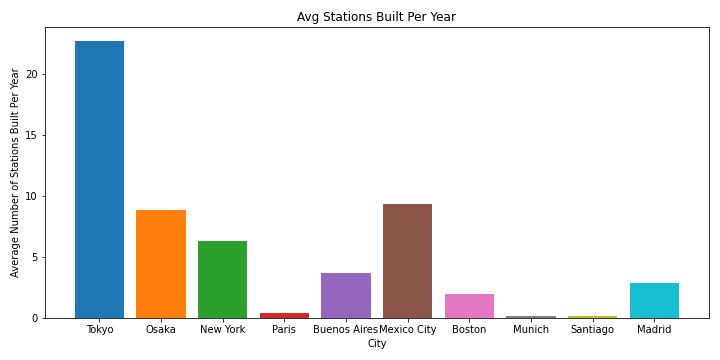 Avg Stations Built Per Year
Average Number of Stations Built Per Year
20
15
10
5
0
Tokyo Osaka New York Paris Buenos Aires Mexico City Boston Munich Santiago Madrid
City